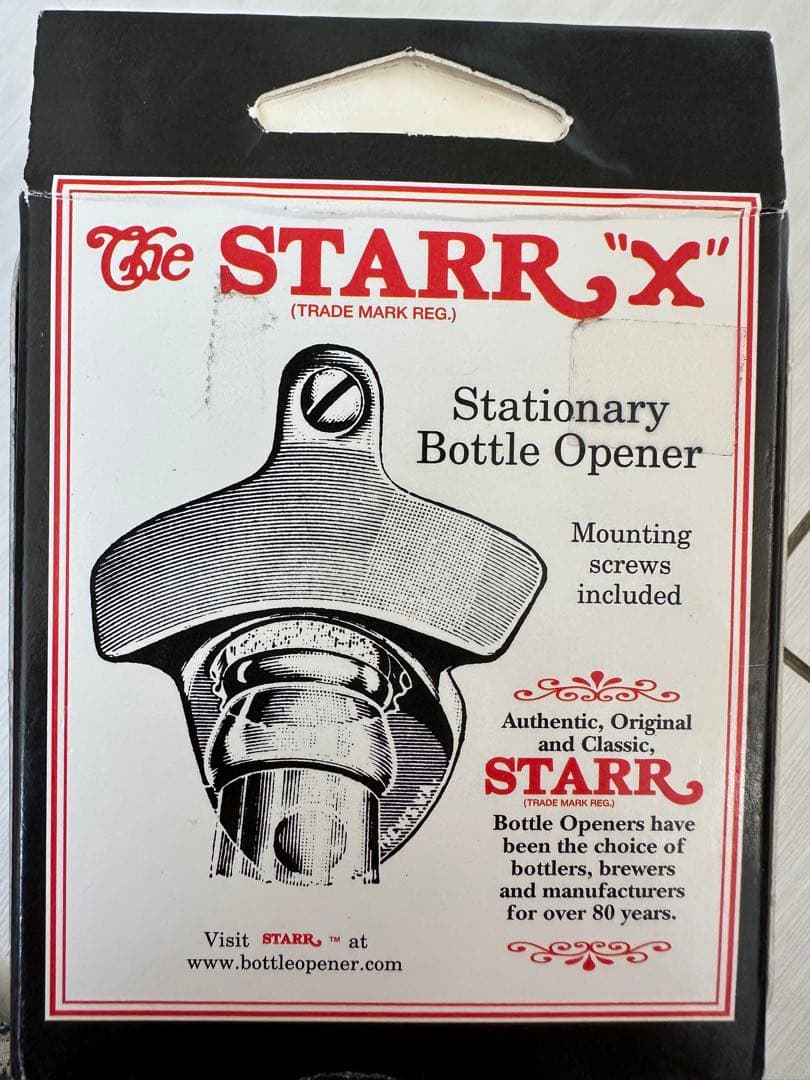 The STARR "X"
(TRADE MARK REG.)
Stationary
Bottle Opener
Mounting
screws
included
Authentic, Original
and Classic,
STARR
(TRADE MARK REG.)
Bottle Openers have
been the choice of
bottlers, brewers
and manufacturers
for over 80 years.
Visit STARR ™ at
www.bottleopener.com